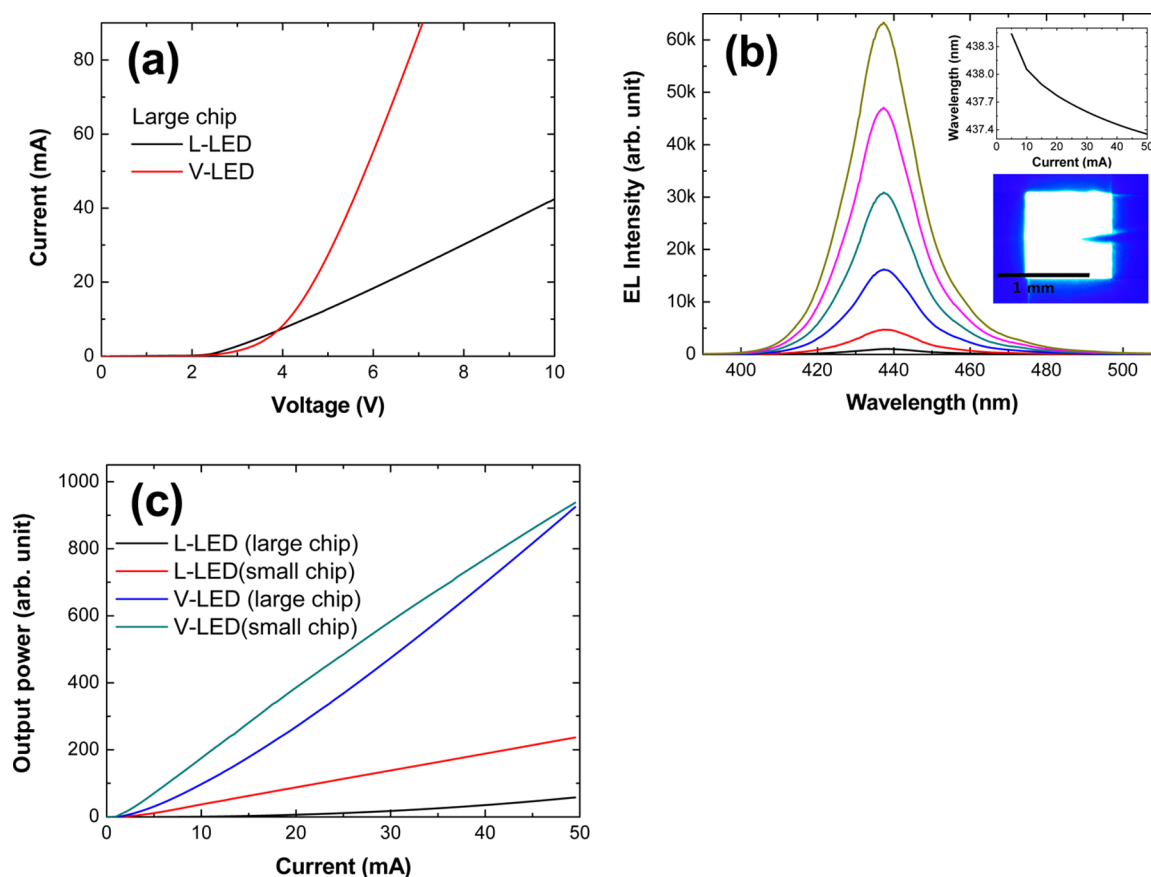 (a)
Large chip
L-LED
V-LED
Current (mA)
80
60
40
20
0
0 2 4 6 8 10
Voltage (V)
(b)
EL Intensity (arb. unit)
60k
50k
40k
30k
20k
10k
0
400 420 440 460 480 500
Wavelength (nm)
Wavelength (nm)
438.3
438.0
437.7
437.4
0 10 20 30 40 50
Current (mA)
1 mm
(c)
L-LED (large chip)
L-LED(small chip)
V-LED (large chip)
V-LED(small chip)
Output power (arb. unit)
1000
800
600
400
200
0
0 10 20 30 40 50
Current (mA)